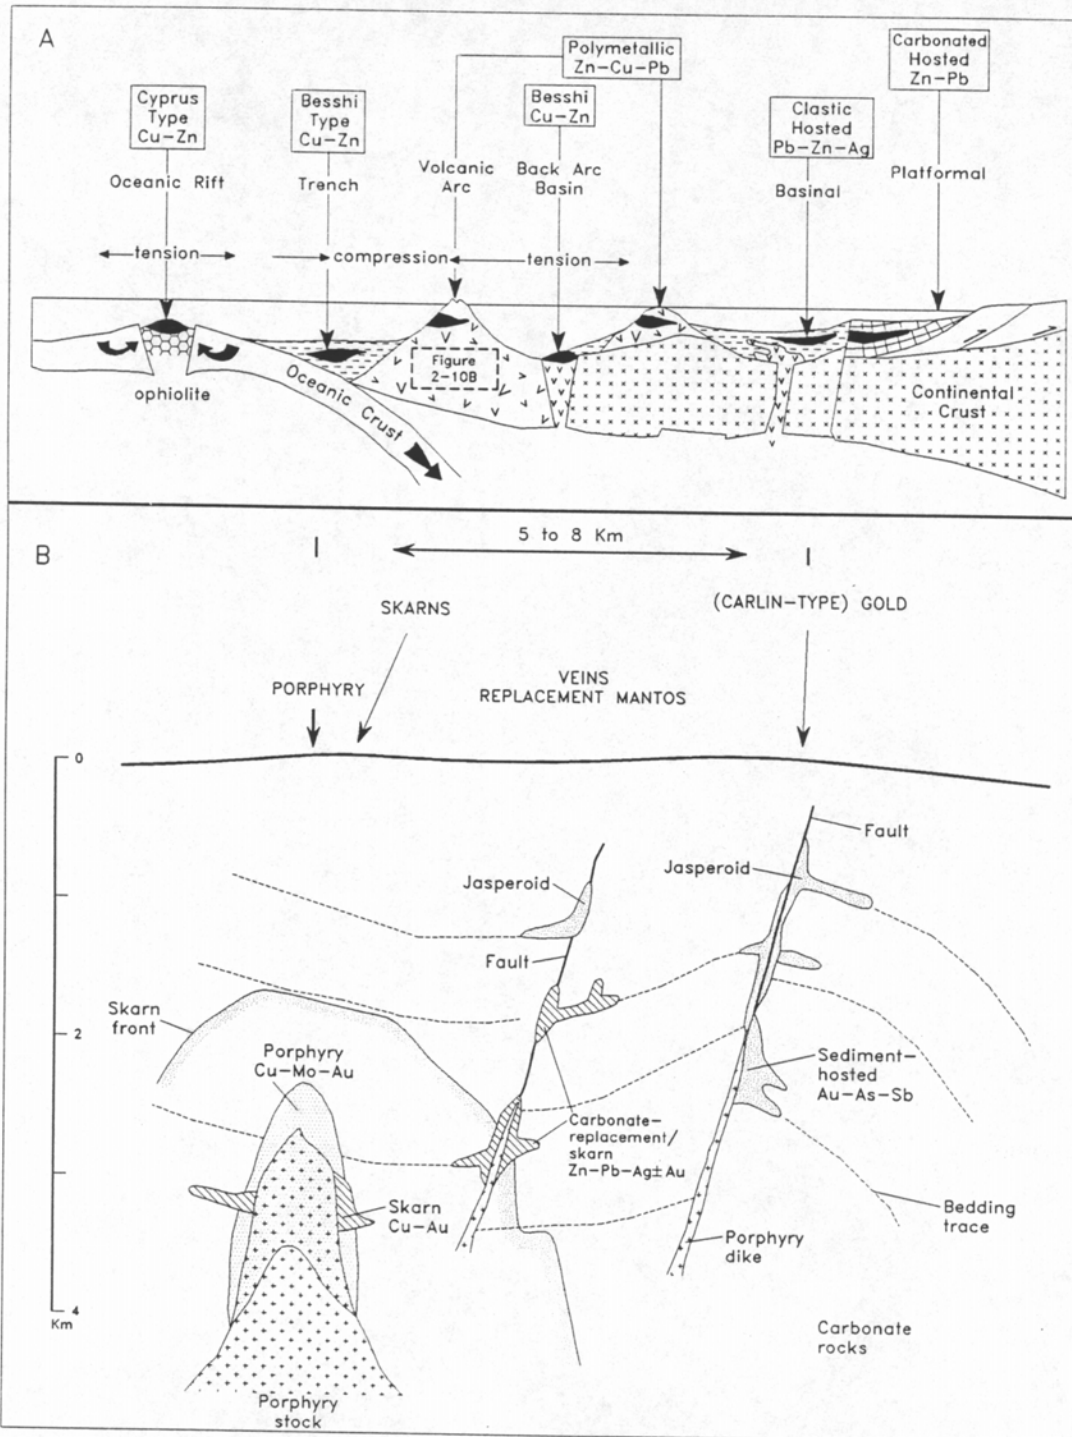 A
Polymetallic
Zn-Cu-Pb
Carbonated
Hosted
Zn-Pb
Cyprus
Type
Cu-Zn
Besshi
Type
Cu-Zn
Besshi
Cu-Zn
Clastic
Hosted
Pb-Zn-Ag
Oceanic Rift
Trench
Volcanic
Arc
Back Arc
Basin
Basinal
Platformal
tension
compression
tension
Figure
2-10B
ophiolite
Oceanic Crust
Continental
Crust
B
5 to 8 Km
SKARNS
(CARLIN-TYPE) GOLD
PORPHYRY
VEINS
REPLACEMENT MANTOS
0
Fault
Jasperoid
Jasperoid
Fault
Skarn
front
2
Porphyry
Cu-Mo-Au
Sediment-
hosted
Au-As-Sb
Carbonate-
replacement/
skarn
Zn-Pb-Ag±Au
Skarn
Cu-Au
Bedding
trace
Porphyry
dike
4
Km
Carbonate
rocks
Porphyry
stock